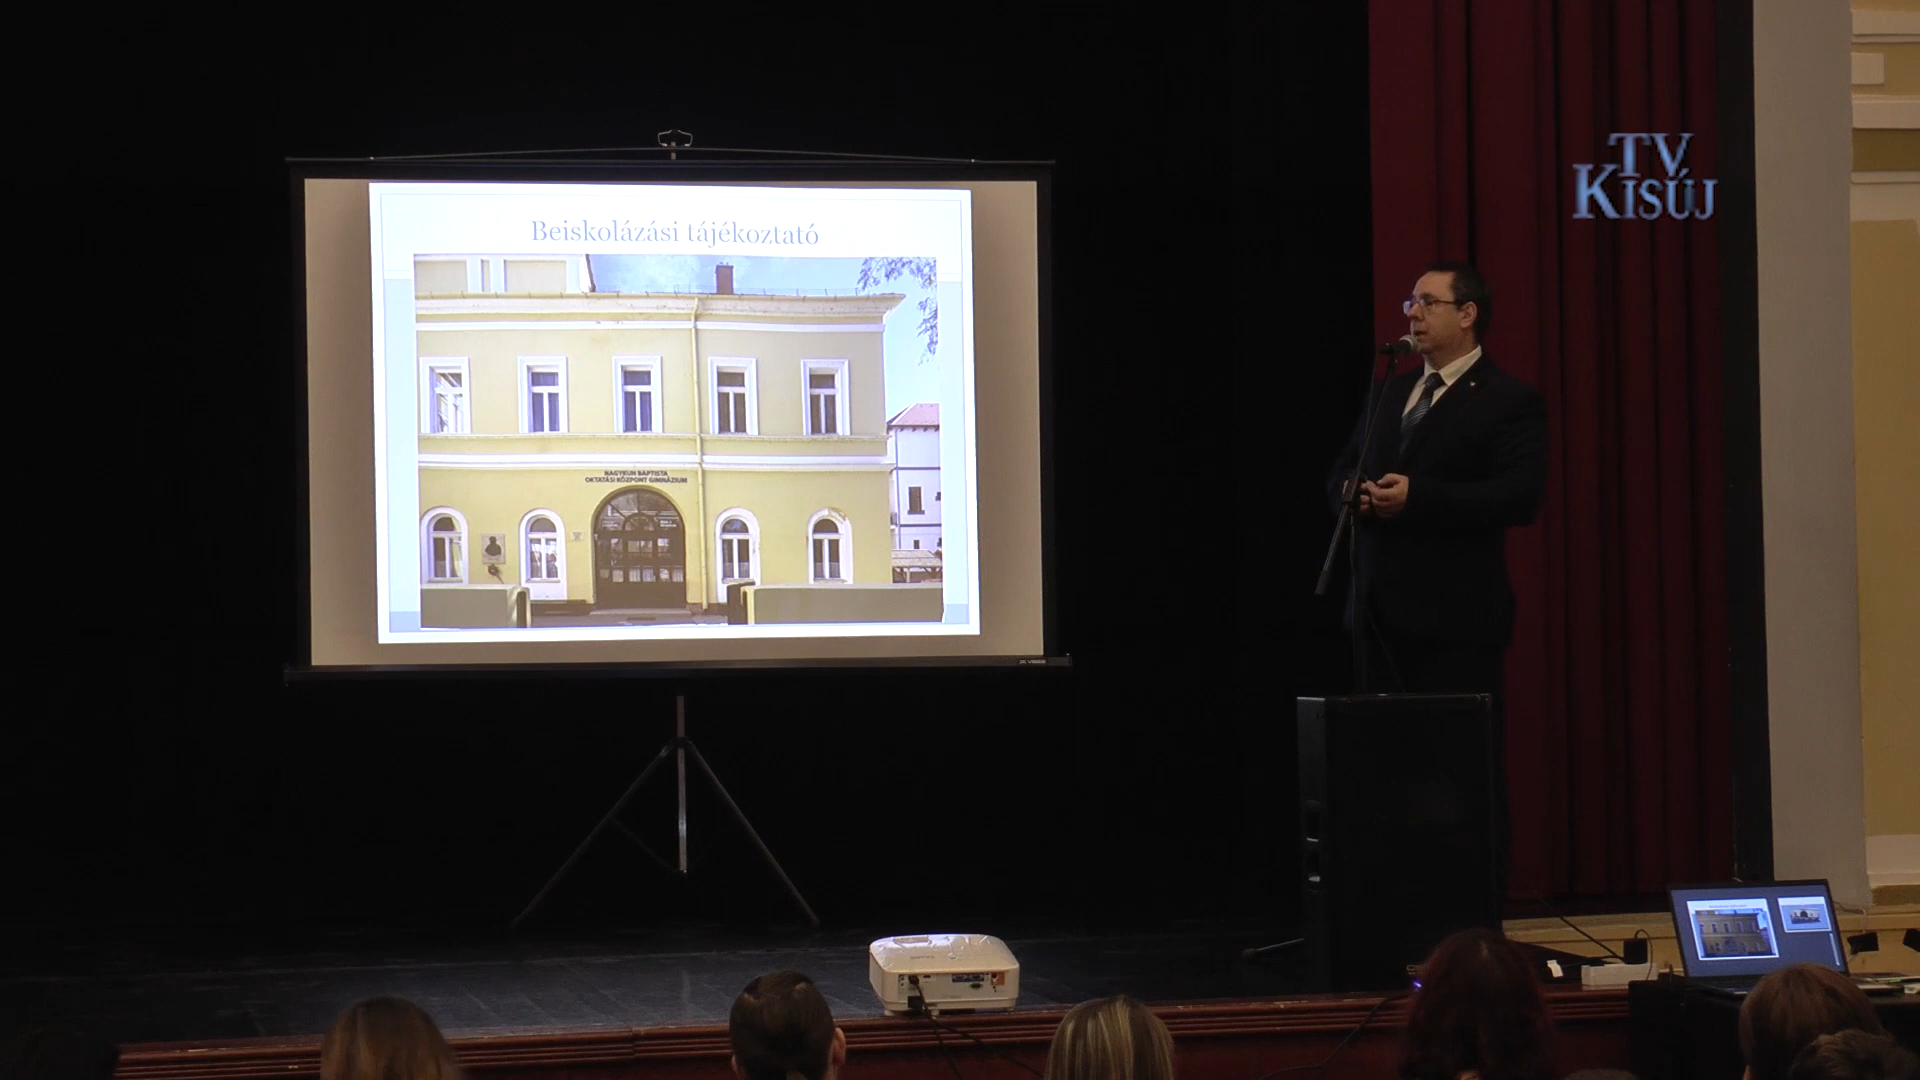 Beiskolázási tájékoztató
NAGYKUN BAPTISTA
OKTATÁSI KÖZPONT GIMNÁZIUM
TV
KISÚJ